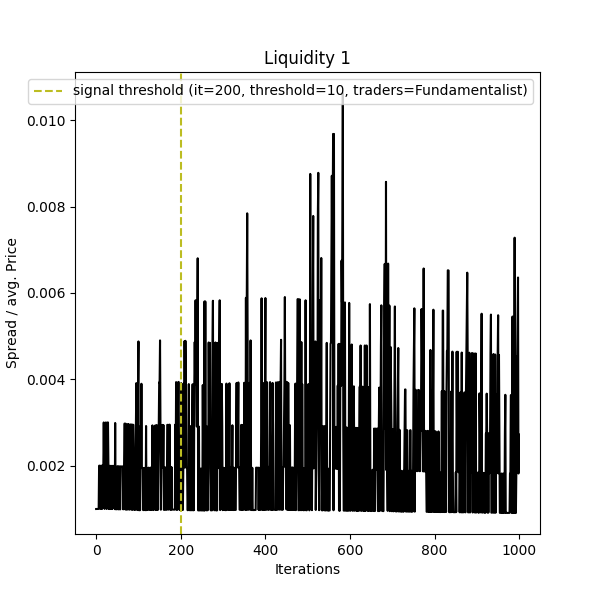 Liquidity 1
signal threshold (it=200, threshold=10, traders=Fundamentalist)
0.010
0.008
0.006
0.004
0.002
Spread / avg. Price
0 200 400 600 800 1000
Iterations